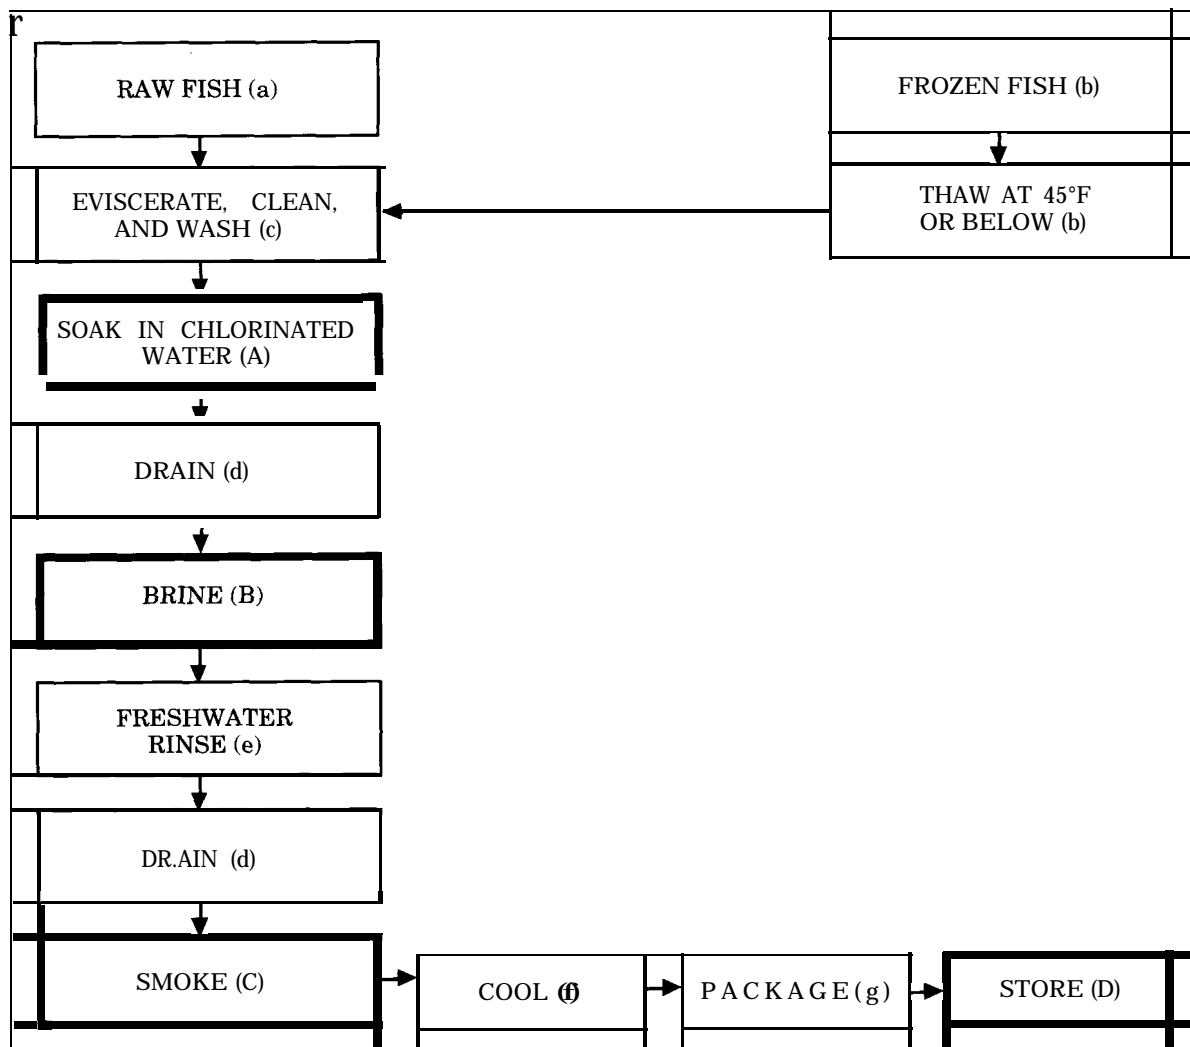 r
RAW FISH (a)
FROZEN FISH (b)
EVISCERATE, CLEAN,
AND WASH (c)
THAW AT 45°F
OR BELOW (b)
SOAK IN CHLORINATED
WATER (A)
DRAIN (d)
BRINE (B)
FRESHWATER
RINSE (e)
DR.AIN (d)
SMOKE (C)
COOL (f)
PACKAGE (g)
STORE (D)